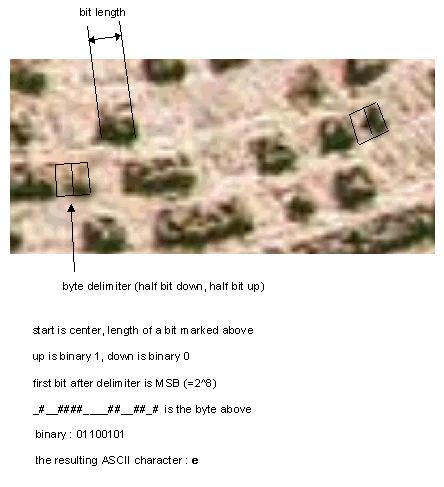 bit length
byte delimiter (half bit down, half bit up)
start is center, length of a bit marked above
up is binary 1, down is binary 0
first bit after delimiter is MSB (=2^8)
_#__####____##__##_# is the byte above
binary : 01100101
the resulting ASCII character : e